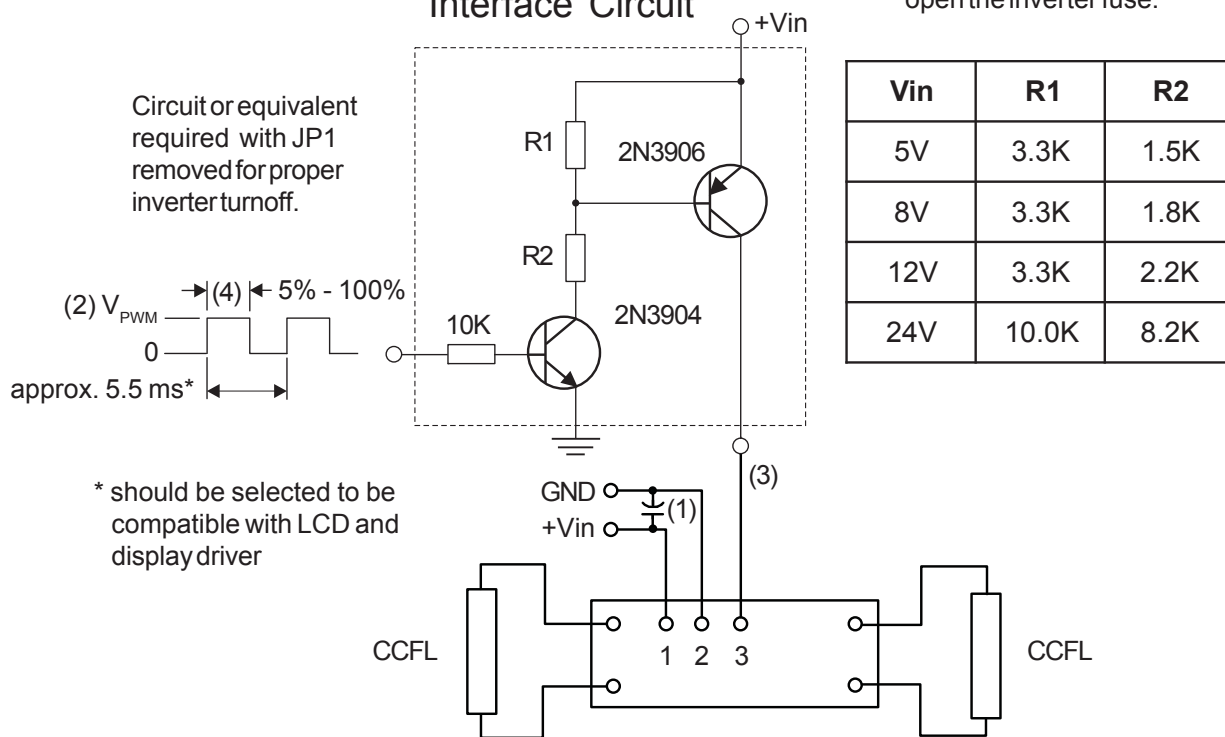 Interface Circuit
open the inverter fuse.
+Vin
Circuit or equivalent
required with JP1
removed for proper
inverter turnoff.
R1
2N3906
R2
2N3904
10K
(2) VPWM
(4)
5% - 100%
0
approx. 5.5 ms*
* should be selected to be
compatible with LCD and
display driver
Vin R1 R2
5V 3.3K 1.5K
8V 3.3K 1.8K
12V 3.3K 2.2K
24V 10.0K 8.2K
(3)
GND
(1)
+Vin
CCFL
1 2 3
CCFL